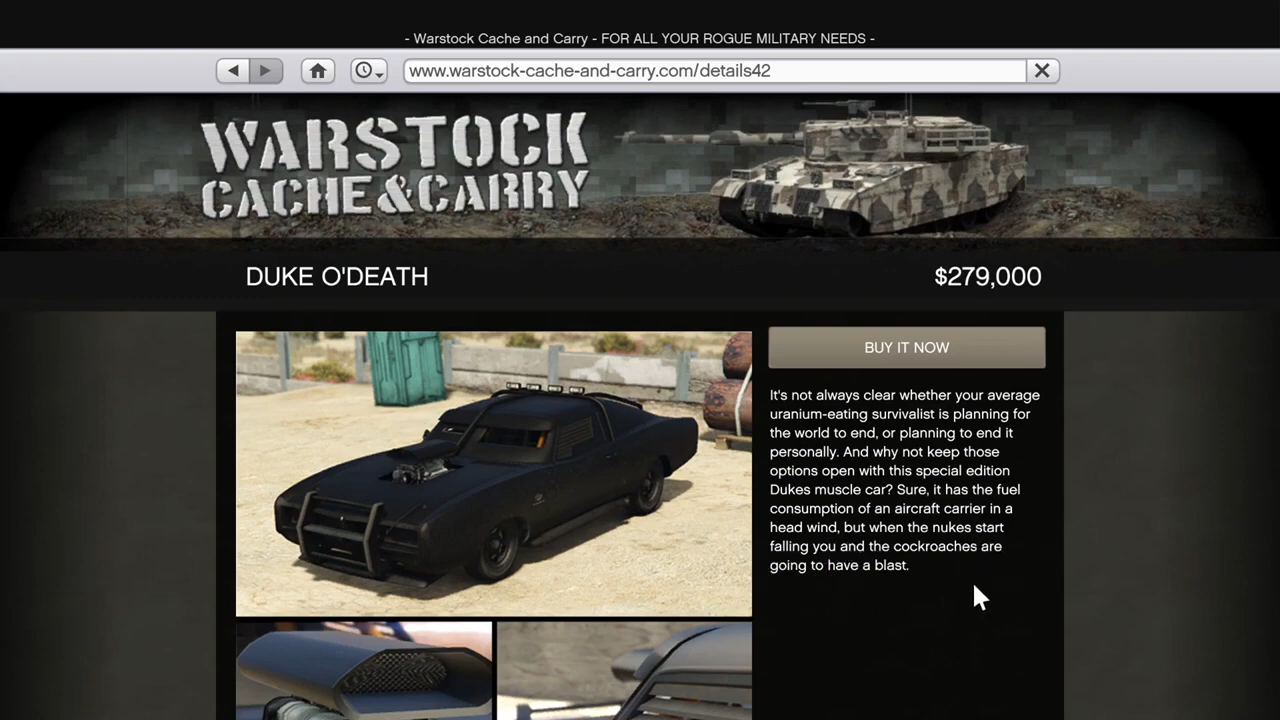 - Warstock Cache and Carry - FOR ALL YOUR ROGUE MILITARY NEEDS -
www.warstock-cache-and-carry.com/details42
WARSTOCK
CACHE&CARRY
DUKE O'DEATH
$279,000
BUY IT NOW
It's not always clear whether your average
uranium-eating survivalist is planning for
the world to end, or planning to end it
personally. And why not keep those
options open with this special edition
Dukes muscle car? Sure, it has the fuel
consumption of an aircraft carrier in a
head wind, but when the nukes start
falling you and the cockroaches are
going to have a blast.